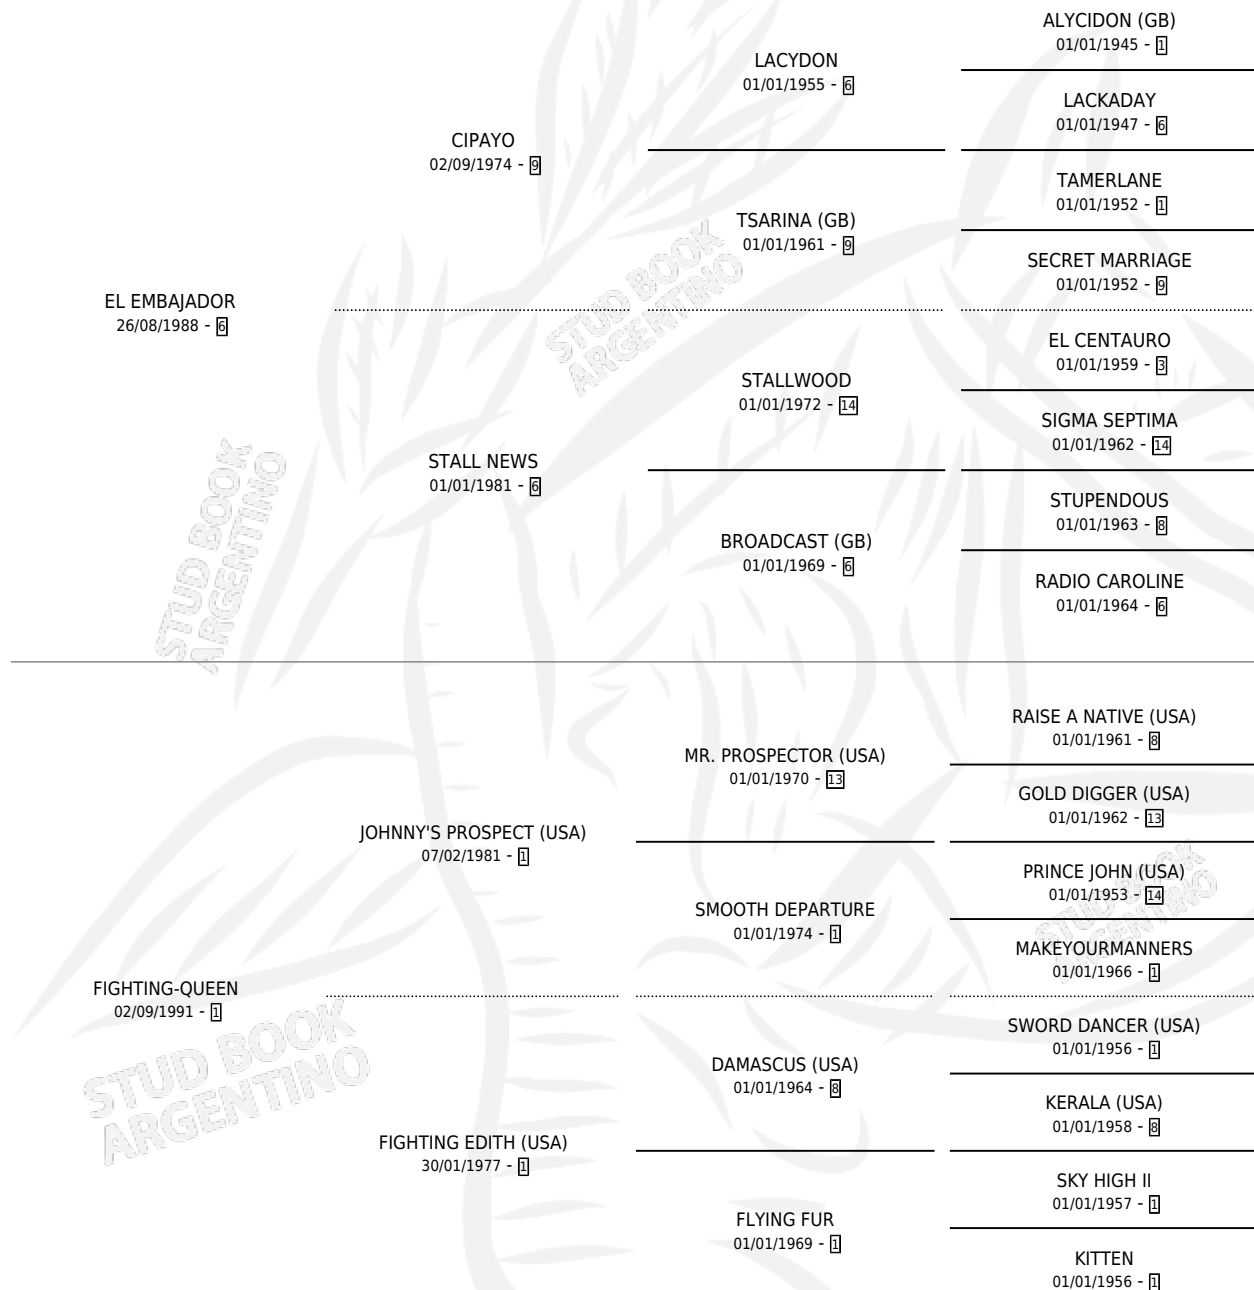 ALYCIDON (GB)
01/01/1945 - 1
LACYDON
01/01/1955 - 6
LACKADAY
01/01/1947 - 6
CIPAYO
02/09/1974 - 9
TAMERLANE
01/01/1952 - 1
TSARINA (GB)
01/01/1961 - 9
SECRET MARRIAGE
01/01/1952 - 9
EL EMBAJADOR
26/08/1988 - 6
EL CENTAURO
01/01/1959 - 3
STALLWOOD
01/01/1972 - 14
SIGMA SEPTIMA
01/01/1962 - 14
STALL NEWS
01/01/1981 - 6
STUPENDOUS
01/01/1963 - 8
BROADCAST (GB)
01/01/1969 - 6
RADIO CAROLINE
01/01/1964 - 6
STUD BOOK
ARGENTINO
STUD BOOK
ARGENTINO
RAISE A NATIVE (USA)
01/01/1961 - 8
MR. PROSPECTOR (USA)
01/01/1970 - 13
GOLD DIGGER (USA)
01/01/1962 - 13
JOHNNY'S PROSPECT (USA)
07/02/1981 - 1
PRINCE JOHN (USA)
01/01/1953 - 14
SMOOTH DEPARTURE
01/01/1974 - 1
MAKEYOURMANNERS
01/01/1966 - 1
FIGHTING-QUEEN
02/09/1991 - 1
SWORD DANCER (USA)
01/01/1956 - 1
DAMASCUS (USA)
01/01/1964 - 8
KERALA (USA)
01/01/1958 - 8
FIGHTING EDITH (USA)
30/01/1977 - 1
SKY HIGH II
01/01/1957 - 1
FLYING FUR
01/01/1969 - 1
KITTEN
01/01/1956 - 1
STUD BOOK
ARGENTINO
STUD BOOK
ARGENTINO